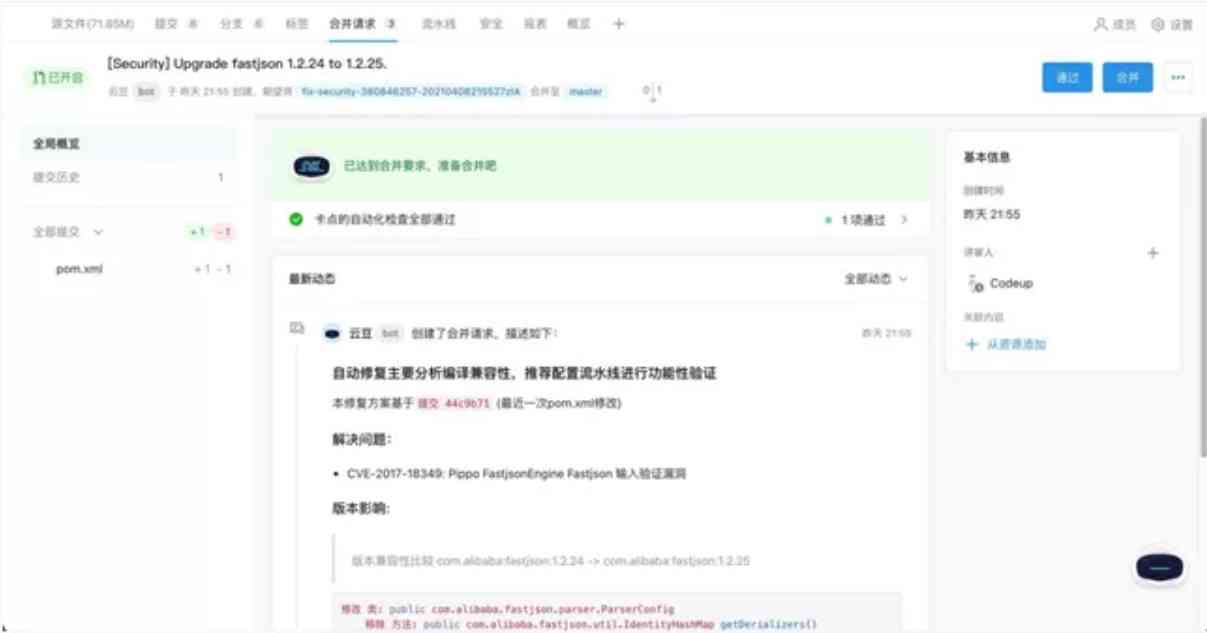 源文件(71.85M) 提交 分支 标签 合并请求 3 流水线 安全 报表 概览 + 成员 设置
已开启
[Security] Upgrade fastjson 1.2.24 to 1.2.25.
云豆 bot 于 昨天 21:55 创建，期望将 合并至 master 0 1
通过 合并 ...
全局概览
提交历史 1
全部提交 +1 -1
pom.xml +1 -1
已达到合并要求，准备合并吧
卡点的自动化检查全部通过 1 项通过
最新动态 全部动态
云豆 bot 创建了合并请求，描述如下： 昨天 21:55
自动修复主要分析编译兼容性，推荐配置流水线进行功能性验证
本修复方案基于 提交 44c9b71 (最近一次pom.xml修改)
解决问题：
• CVE-2017-18349: Pippo FastjsonEngine Fastjson 输入验证漏洞
版本影响:
版本兼容性比较 com.alibaba:fastjson:1.2.24 -> com.alibaba:fastjson:1.2.25
修改 类: public com.alibaba.fastjson.parser.ParserConfig
移除 方法: public com.alibaba.fastjson.util.IdentityHashMap getDerializers()
基本信息
创建时间
昨天 21:55
评审人 +
Codeup
关联内容
+ 从资源添加